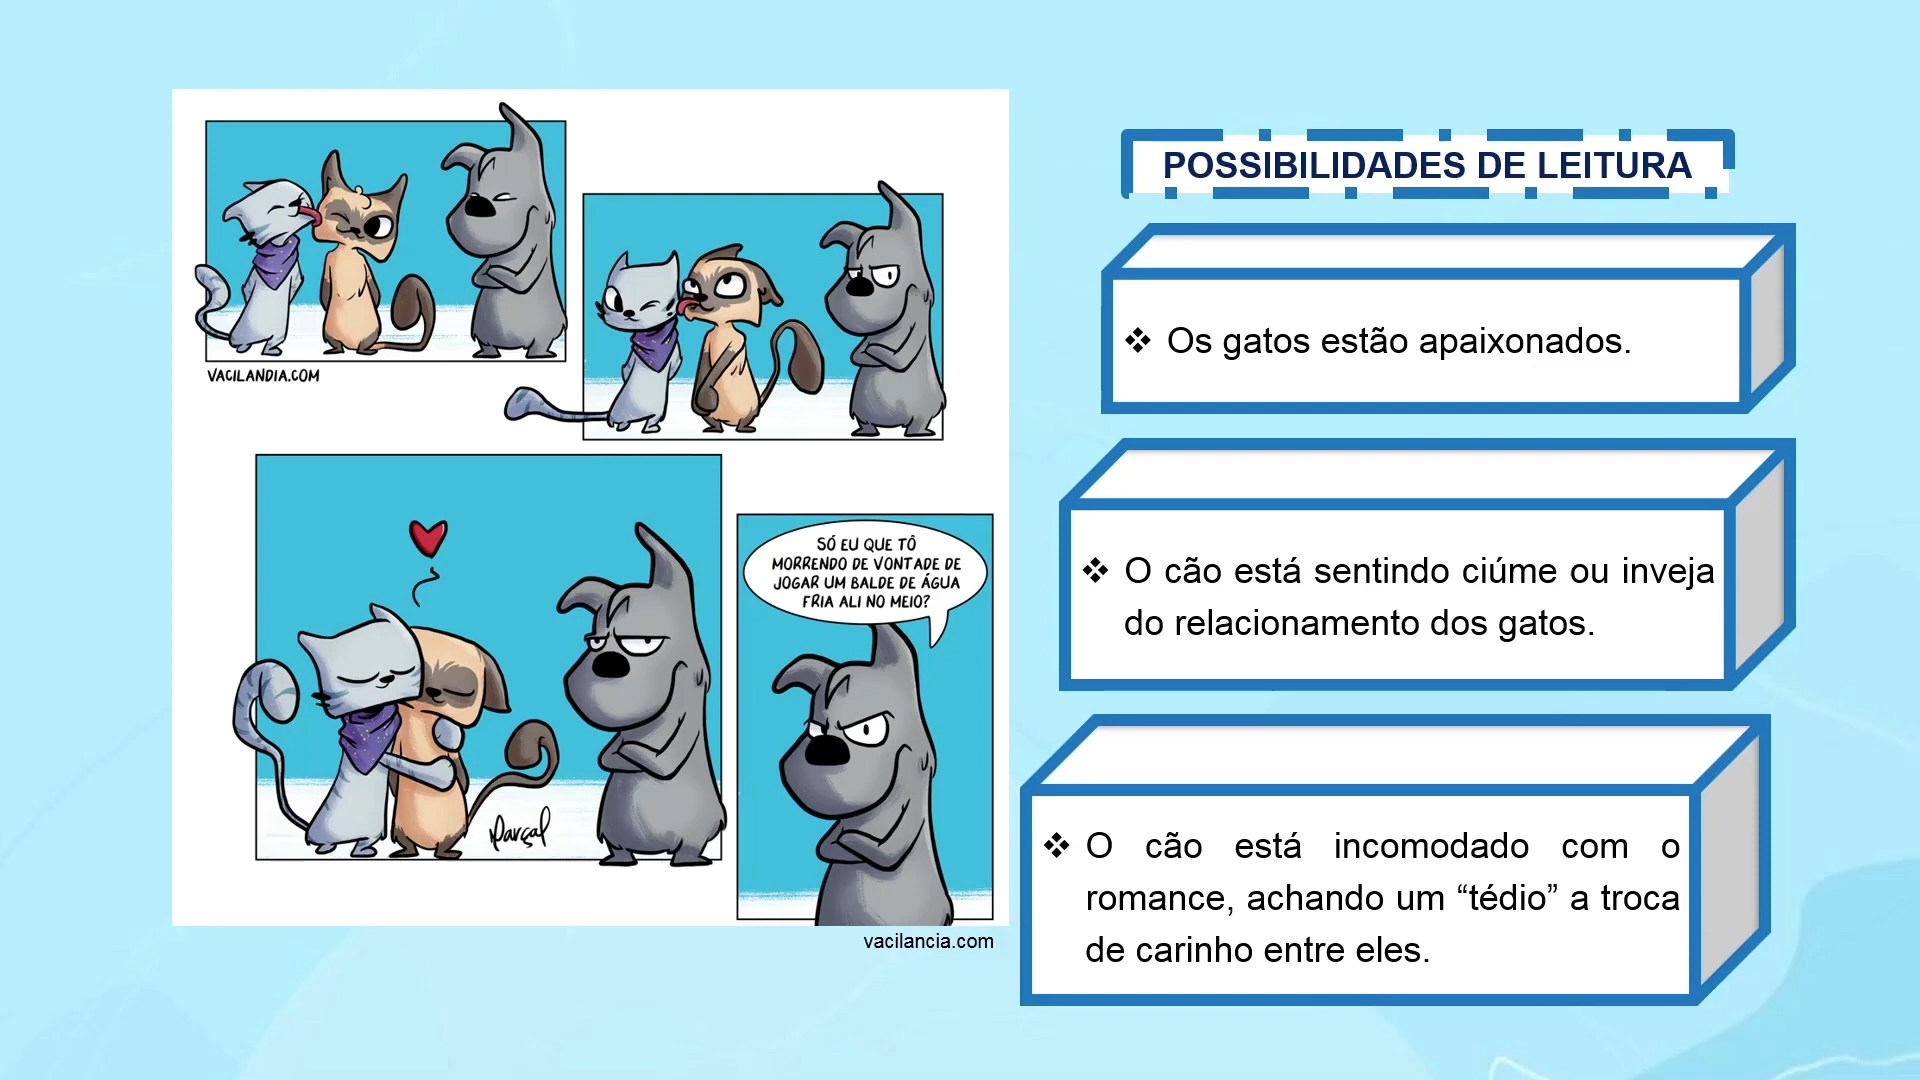 VACILANDIA.COM
SÓ EU QUE TÔ
MORRENDO DE VONTADE DE
JOGAR UM BALDE DE ÁGUA
FRIA ALI NO MEIO?
Marçal
vacilancia.com
POSSIBILIDADES DE LEITURA
❖ Os gatos estão apaixonados.
❖ O cão está sentindo ciúme ou inveja
do relacionamento dos gatos.
❖ O cão está incomodado com o
romance, achando um “tédio” a troca
de carinho entre eles.